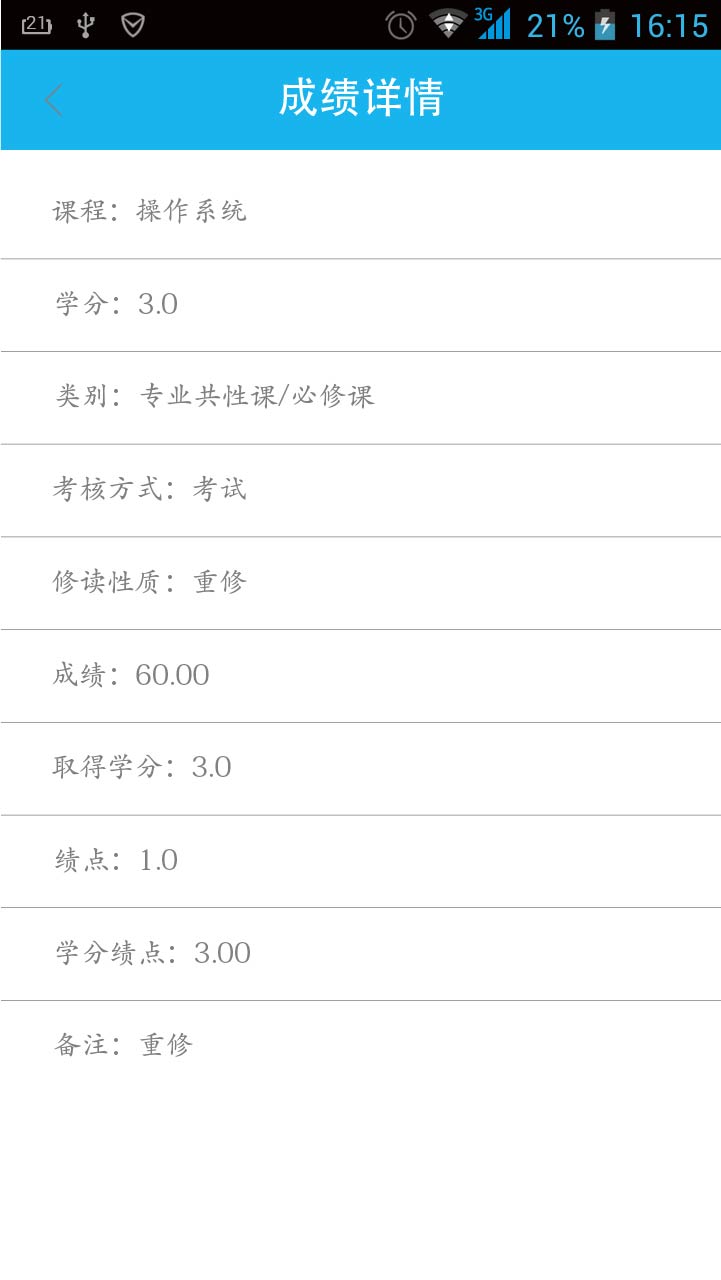 21
3G
21%
16:15
成绩详情
课程：操作系统
学分：3.0
类别：专业共性课/必修课
考核方式：考试
修读性质：重修
成绩：60.00
取得学分：3.0
绩点：1.0
学分绩点：3.00
备注：重修